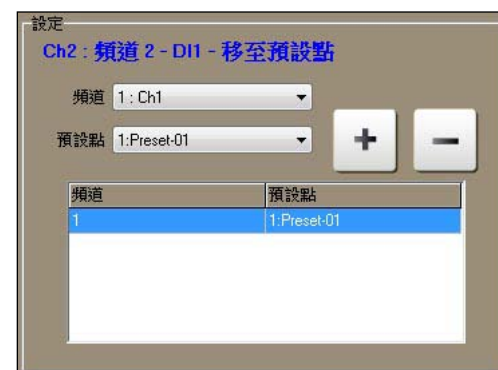 設定
Ch2 : 頻道 2 - DI1 - 移至預設點
頻道 1 : Ch1
預設點 1:Preset-01
+ −
頻道 預設點
1 1:Preset-01